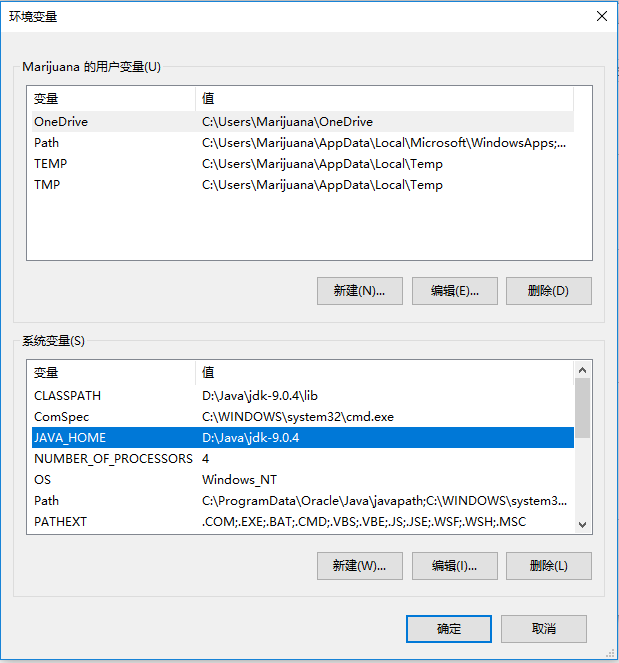 环境变量
Marijuana 的用户变量(U)
变量 值
OneDrive C:\Users\Marijuana\OneDrive
Path C:\Users\Marijuana\AppData\Local\Microsoft\WindowsApps;...
TEMP C:\Users\Marijuana\AppData\Local\Temp
TMP C:\Users\Marijuana\AppData\Local\Temp
新建(N)... 编辑(E)... 删除(D)
系统变量(S)
变量 值
CLASSPATH D:\Java\jdk-9.0.4\lib
ComSpec C:\WINDOWS\system32\cmd.exe
JAVA_HOME D:\Java\jdk-9.0.4
NUMBER_OF_PROCESSORS 4
OS Windows_NT
Path C:\ProgramData\Oracle\Java\javapath;C:\WINDOWS\system3...
PATHEXT .COM;.EXE;.BAT;.CMD;.VBS;.VBE;.JS;.JSE;.WSF;.WSH;.MSC
新建(W)... 编辑(I)... 删除(L)
确定 取消